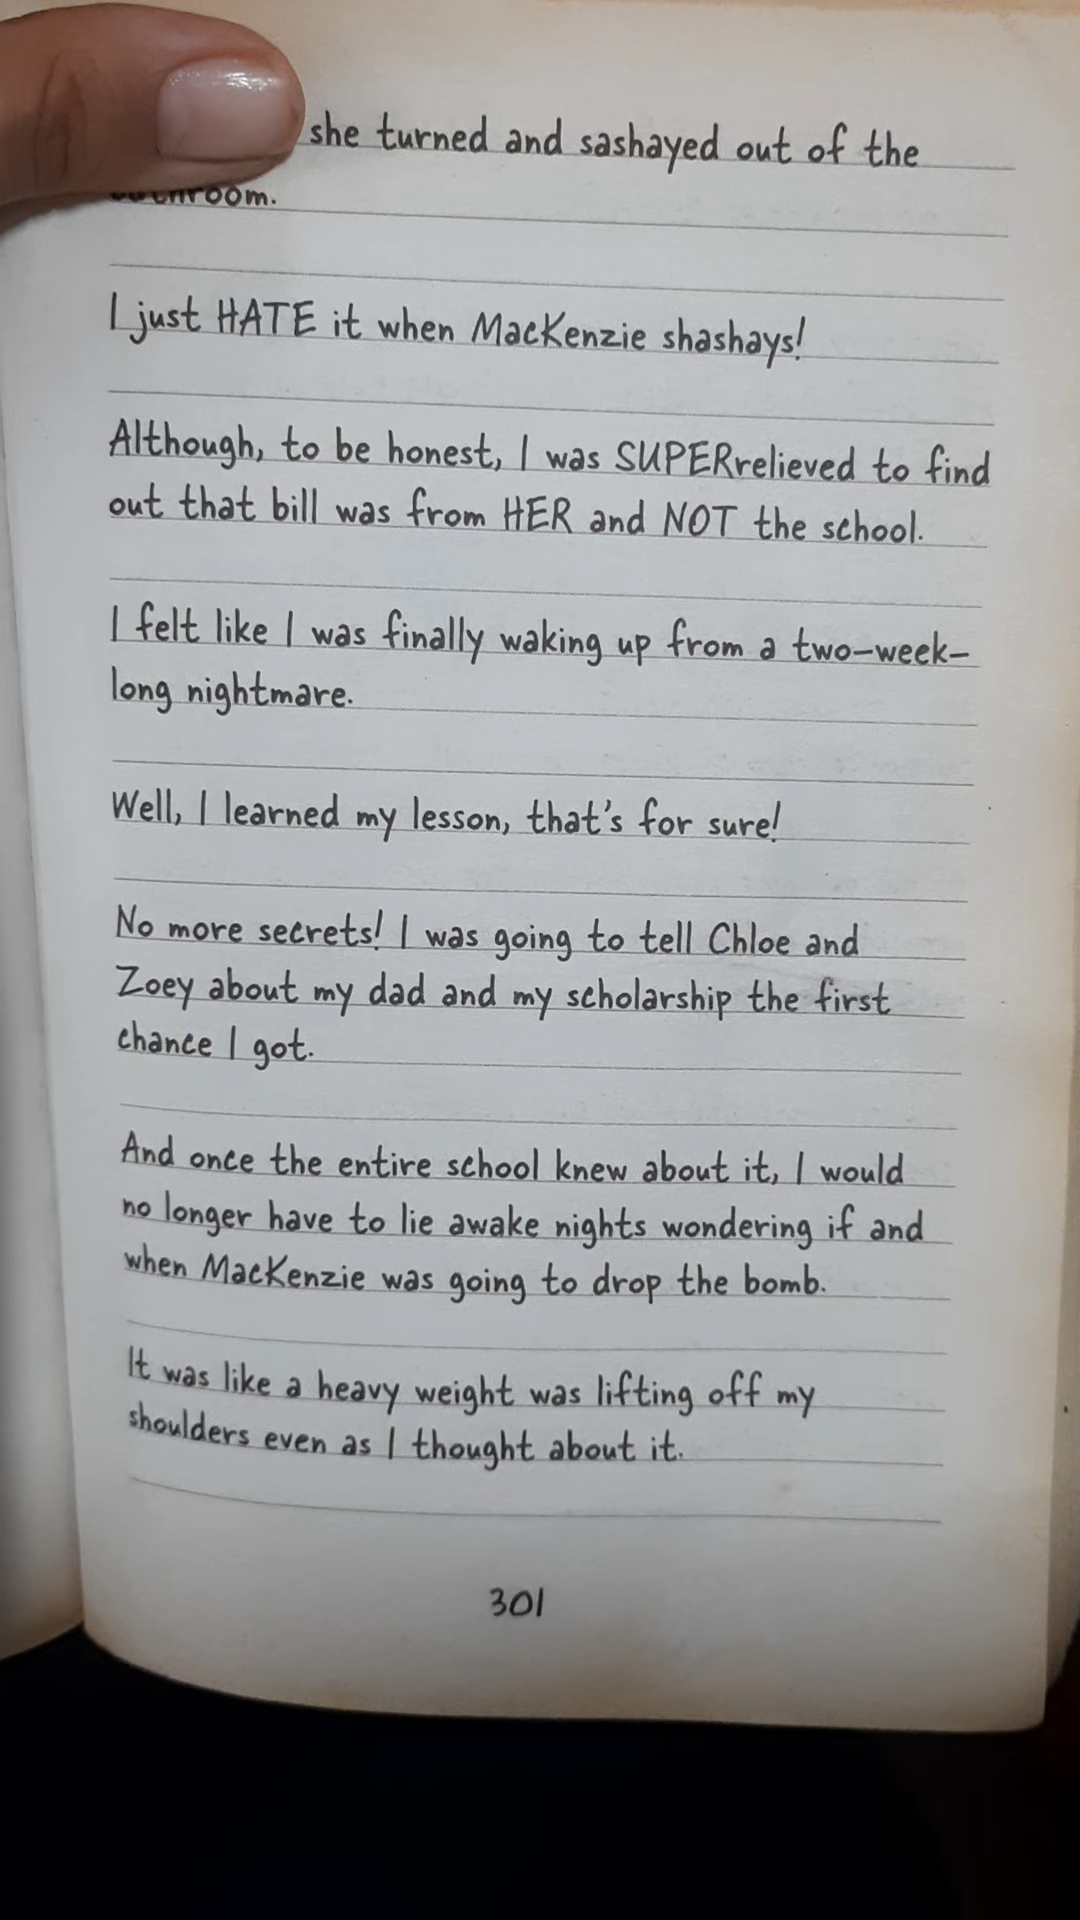 she turned and sashayed out of the
I just HATE it when MacKenzie shashays!
Although, to be honest, I was SUPERrelieved to find
out that bill was from HER and NOT the school.
I felt like I was finally waking up from a two-week-
long nightmare.
Well, I learned my lesson, that's for sure!
No more secrets! I was going to tell Chloe and
Zoey about my dad and my scholarship the first
chance I got.
And once the entire school knew about it, I would
no longer have to lie awake nights wondering if and
when MacKenzie was going to drop the bomb.
It was like a heavy weight was lifting off my
shoulders even as I thought about it.
301